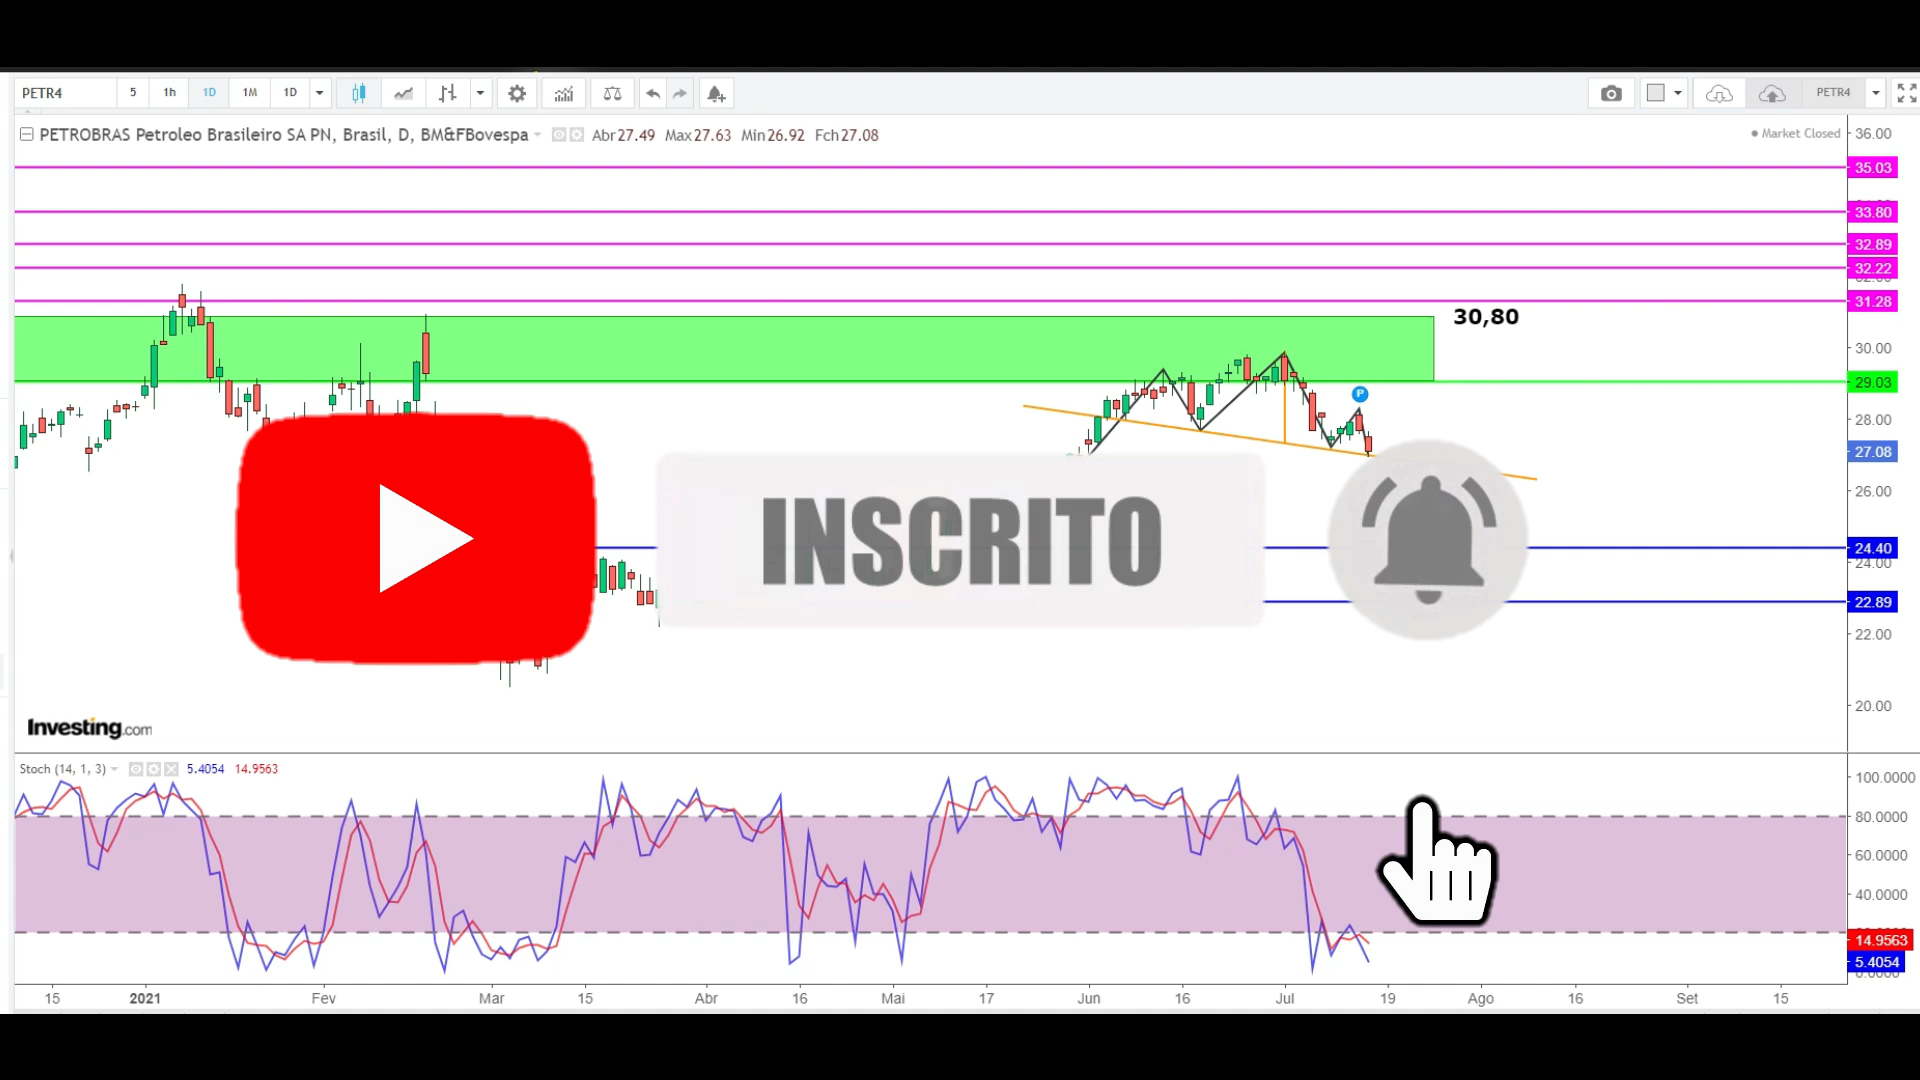 PETR4 5 1h 1D 1M 1D PETR4
PETROBRAS Petroleo Brasileiro SA PN, Brasil, D, BM&FBovespa Abr27.49 Max27.63 Min26.92 Fch27.08
Market Closed
36.00
35.03
33.80
32.89
32.22
31.28
30,80
30.00
29.03
P
28.00
27.08
26.00
INSCRITO
24.40
24.00
22.89
22.00
20.00
Investing.com
Stoch (14, 1, 3) 5.4054 14.9563
100.0000
80.0000
60.0000
40.0000
14.9563
5.4054
15 2021 Fev Mar 15 Abr 16 Mai 17 Jun 16 Jul 19 Ago 16 Set 15